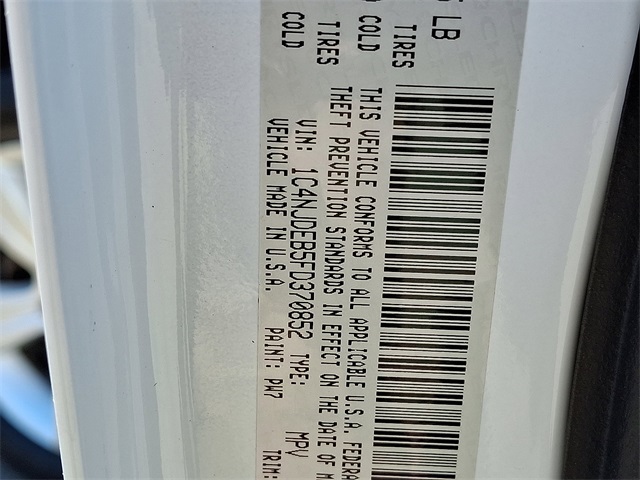 5 LB
TIRES COLD
TIRES COLD
THIS VEHICLE CONFORMS TO ALL APPLICABLE U.S.A. FEDERA
THEFT PREVENTION STANDARDS IN EFFECT ON THE DATE OF M
VIN: 1C4NJDEB5FD370852 TYPE: MPV
VEHICLE MADE IN U.S.A. PAINT: PW7 TRIM: